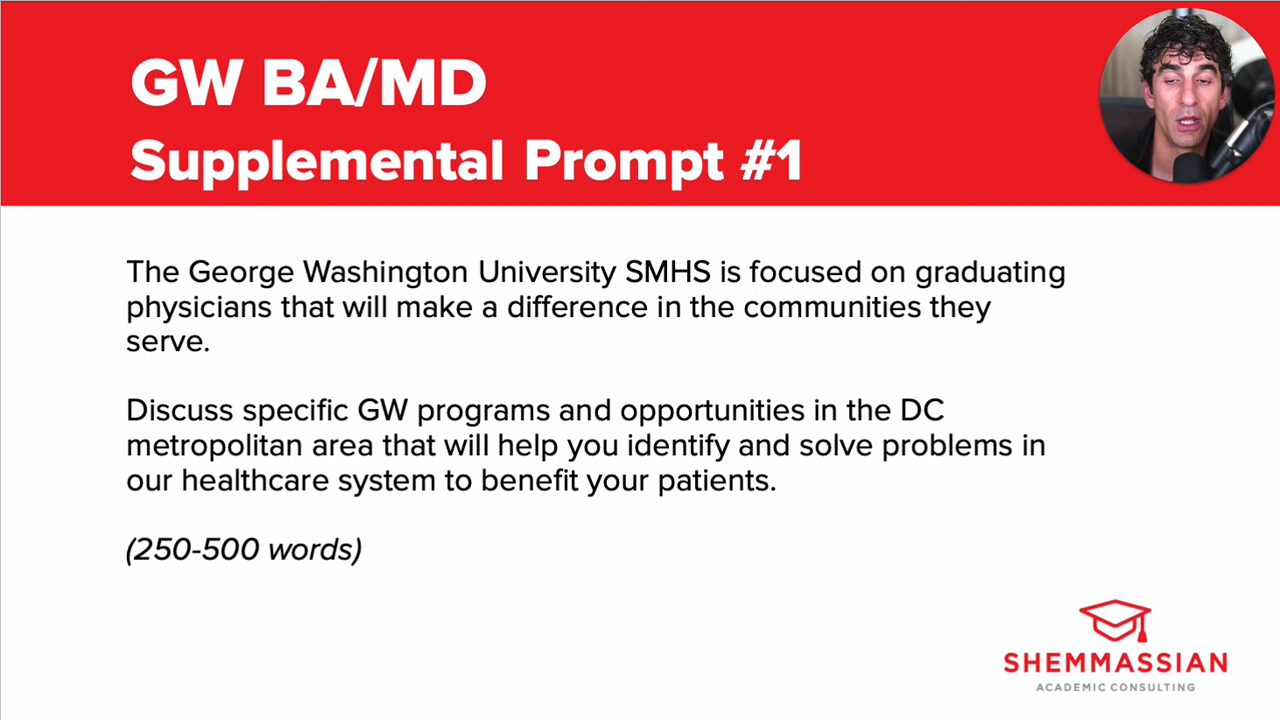 GW BA/MD
Supplemental Prompt #1
The George Washington University SMHS is focused on graduating
physicians that will make a difference in the communities they
serve.
Discuss specific GW programs and opportunities in the DC
metropolitan area that will help you identify and solve problems in
our healthcare system to benefit your patients.
(250-500 words)
SHEMMASSIAN
ACADEMIC CONSULTING